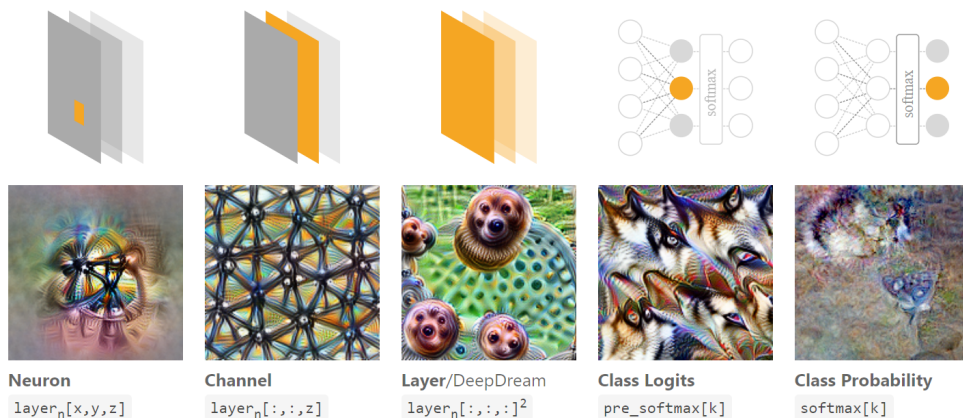 softmax
softmax
Neuron
layerₙ[x,y,z]
Channel
layerₙ[:,:,z]
Layer/DeepDream
layerₙ[:,:,:]²
Class Logits
pre_softmax[k]
Class Probability
softmax[k]